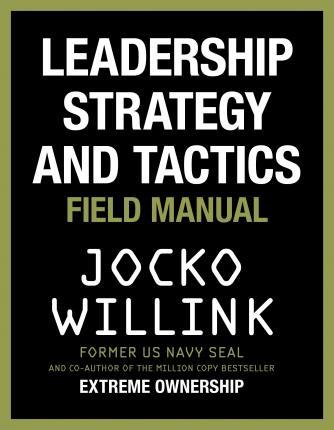 LEADERSHIP
STRATEGY
AND TACTICS
FIELD MANUAL
JOCKO
WILLINK
FORMER US NAVY SEAL
AND CO-AUTHOR OF THE MILLION COPY BESTSELLER
EXTREME OWNERSHIP